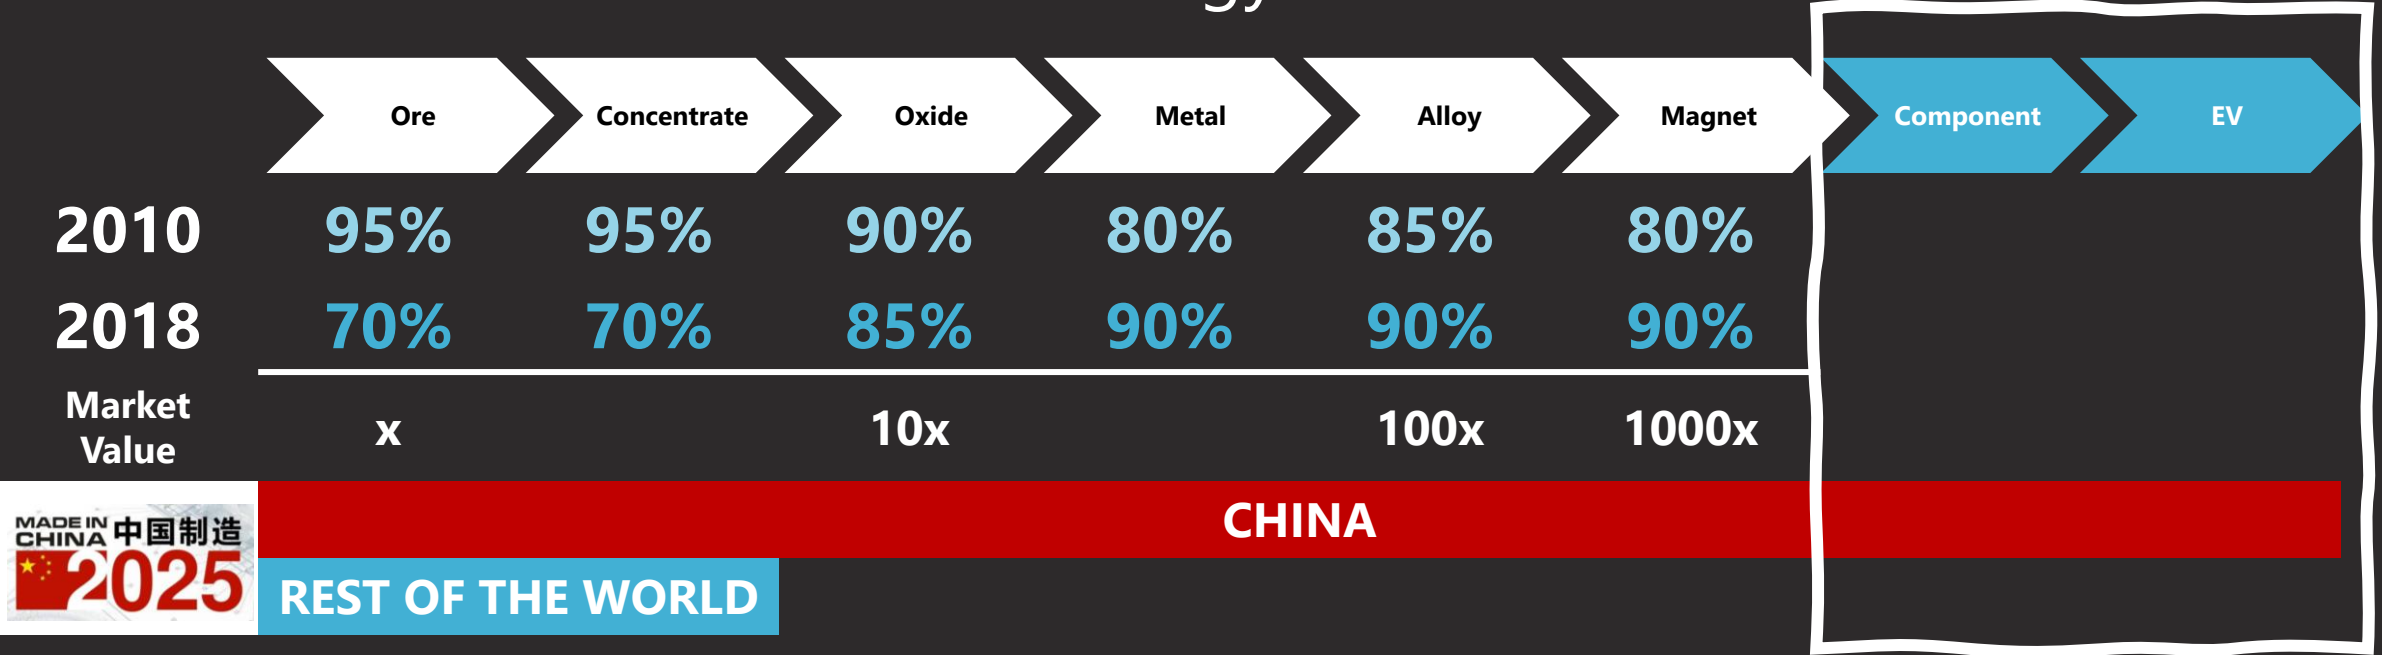 Ore Concentrate Oxide Metal Alloy Magnet Component EV
2010 95% 95% 90% 80% 85% 80%
2018 70% 70% 85% 90% 90% 90%
Market
Value
x 10x 100x 1000x
CHINA
MADE IN
CHINA 中国制造
2025
REST OF THE WORLD